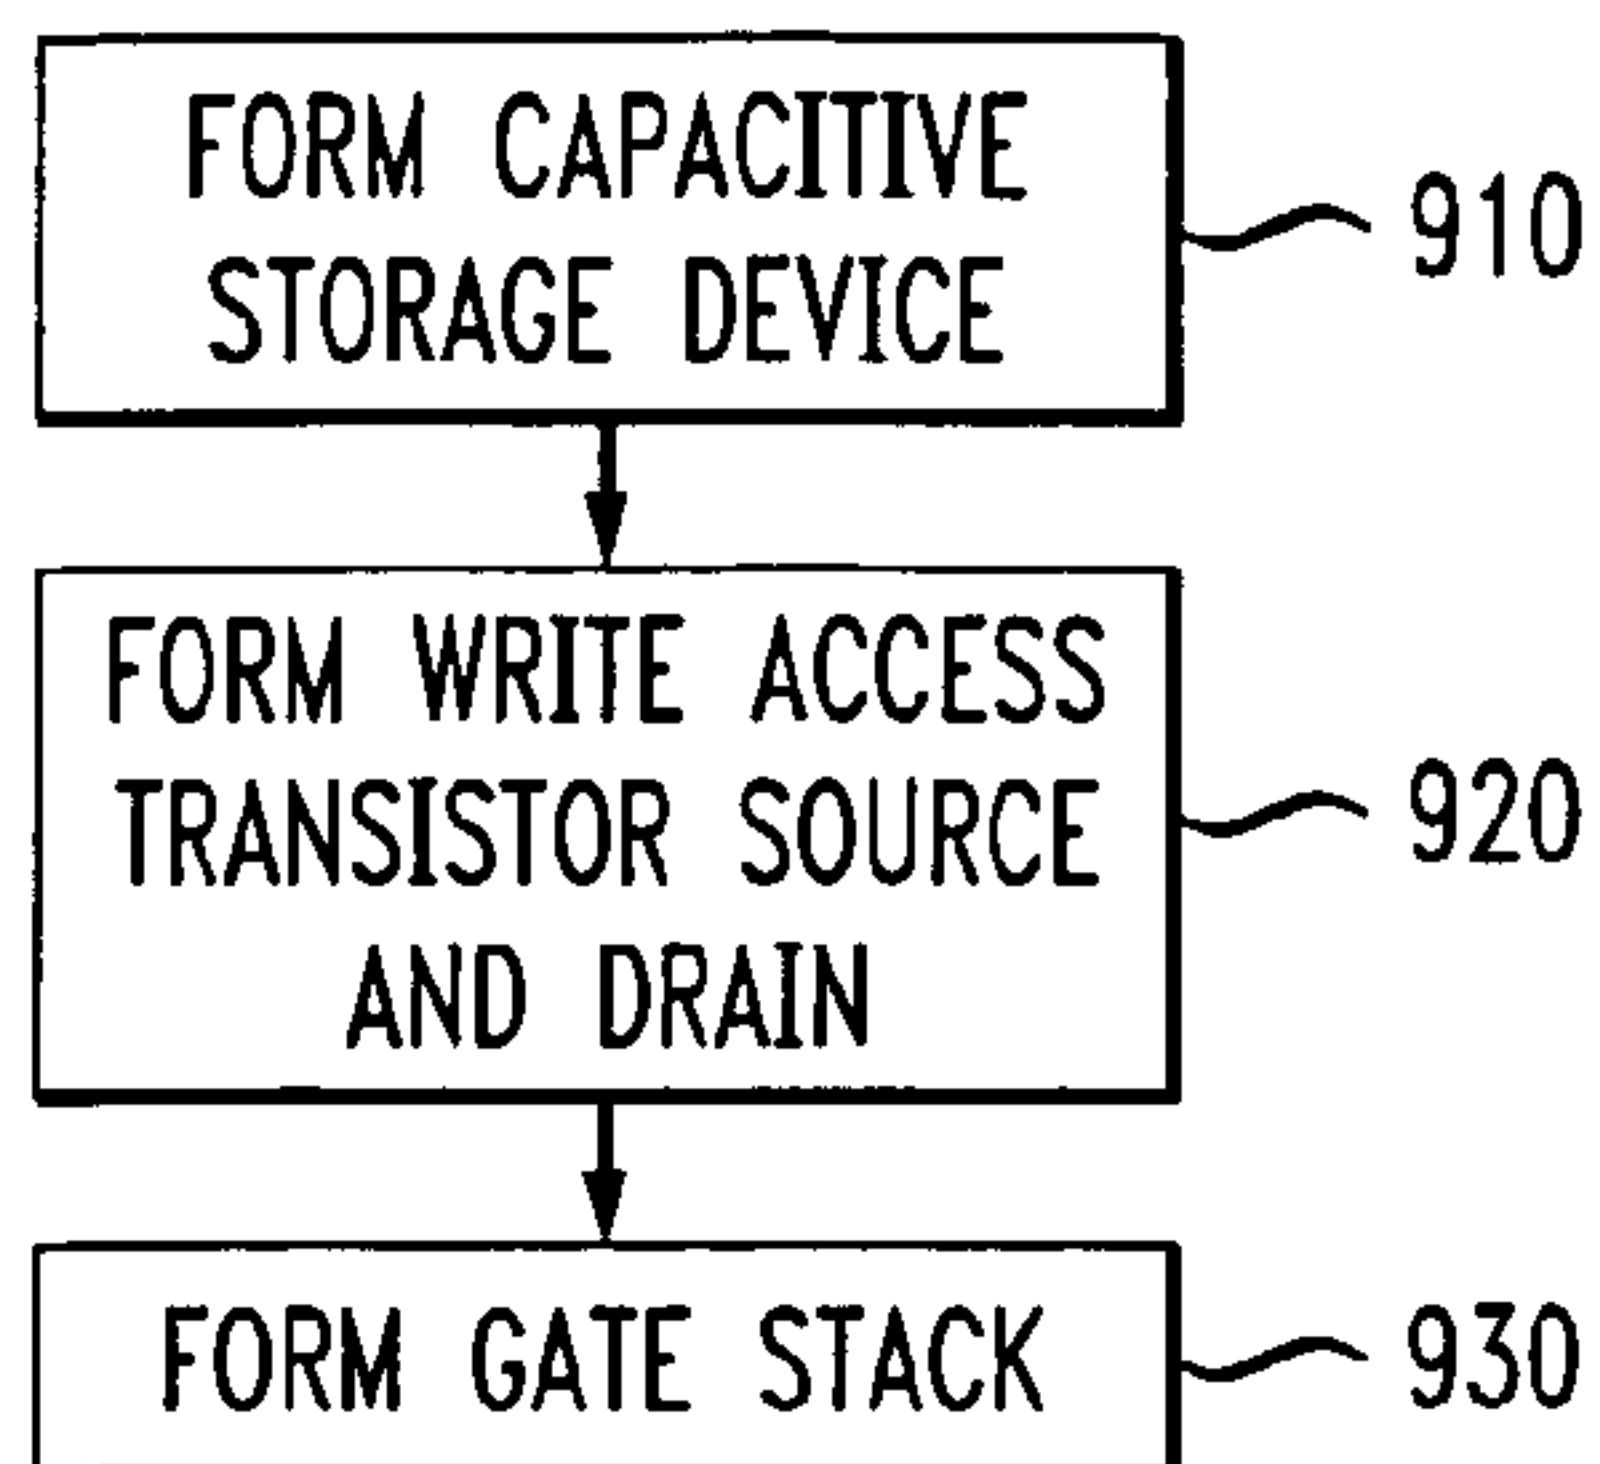 FORM CAPACITIVE
STORAGE DEVICE
910
FORM WRITE ACCESS
TRANSISTOR SOURCE
AND DRAIN
920
FORM GATE STACK
930